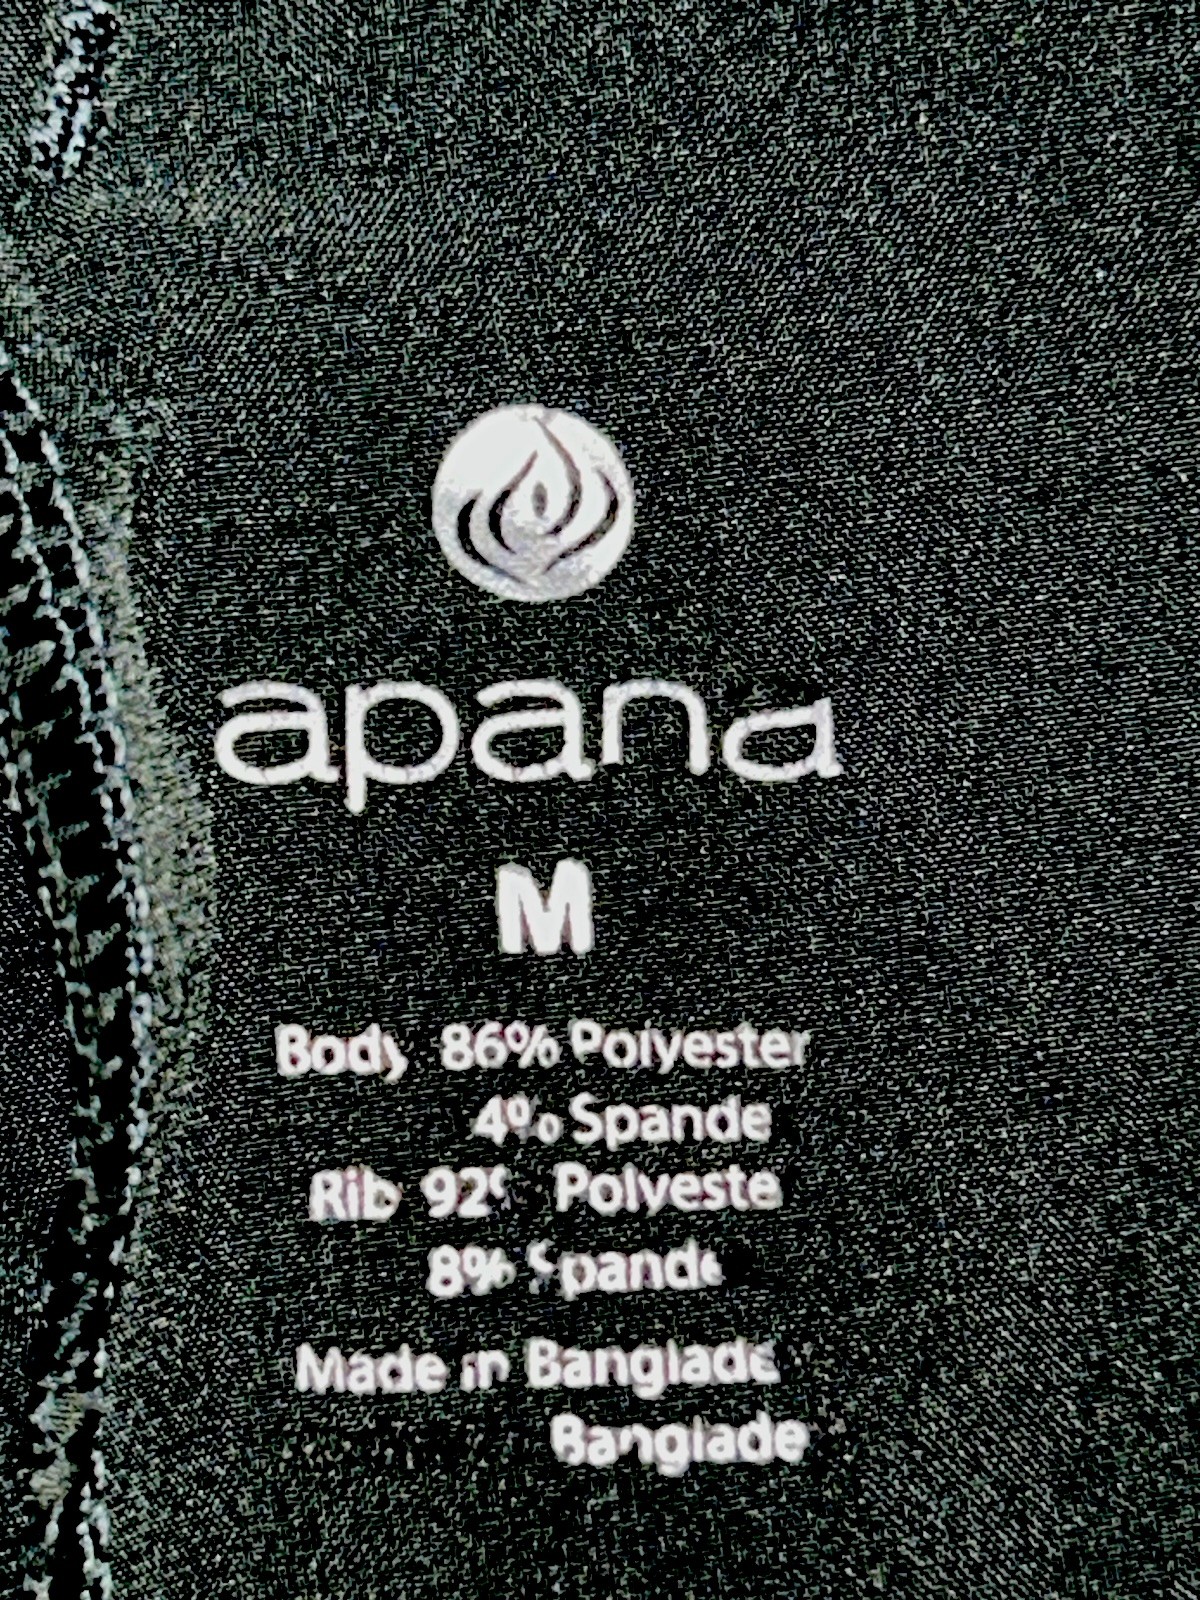 apana
M
Body 86% Polyester
4% Spande
Rib 92% Polyeste
8% Spande
Made in Banglade
Banglade